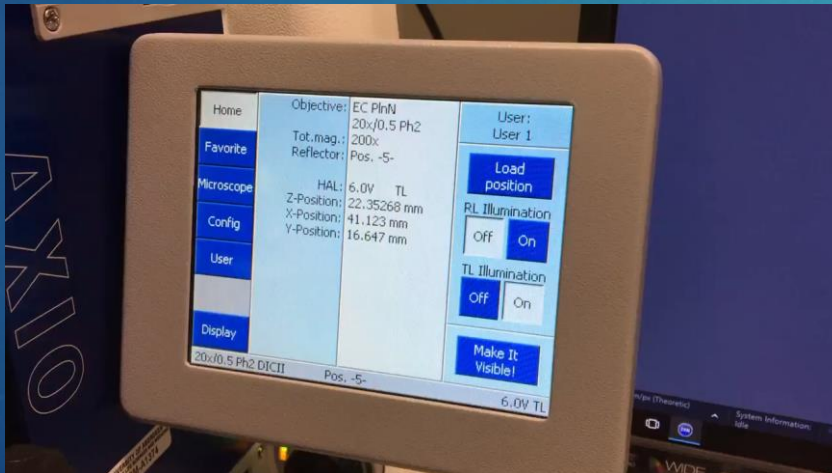 AXIO
Home
Favorite
Microscope
Config
User
Display
Objective: EC PlnN
20x/0.5 Ph2
Tot.mag.: 200x
Reflector: Pos. -5-
HAL: 6.0V TL
Z-Position: 22.35268 mm
X-Position: 41.123 mm
Y-Position: 16.647 mm
User:
User 1
Load
position
RL Illumination
Off On
TL Illumination
Off On
Make It
Visible!
20x/0.5 Ph2 DICII Pos. -5-
6.0V TL
(Theoretic)
System Information:
Idle
WIDE